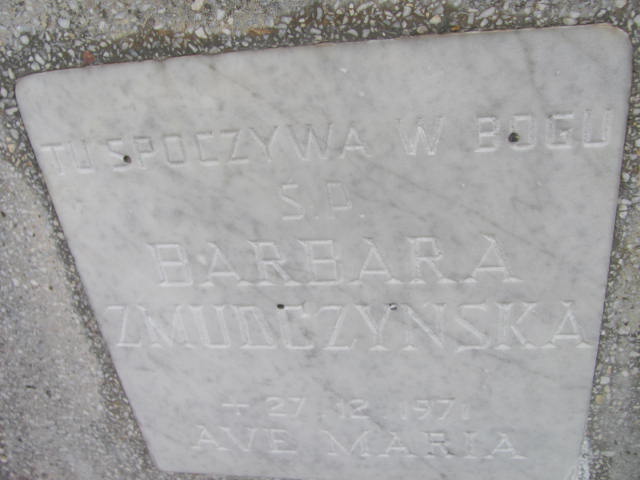 TU SPOCZYWA W BOGU
Ś.P.
BARBARA
ZMUDCZYNSKA
+ 27.12.1971
AVE MARIA